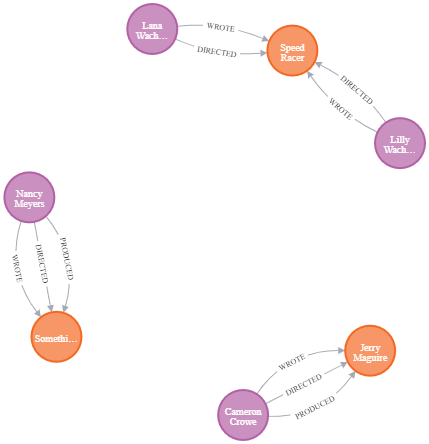 Lana
Wach...
WROTE
DIRECTED
Speed
Racer
DIRECTED
WROTE
Lilly
Wach...
Nancy
Meyers
WROTE
DIRECTED
PRODUCED
Somethi...
Jerry
Maguire
WROTE
DIRECTED
PRODUCED
Cameron
Crowe